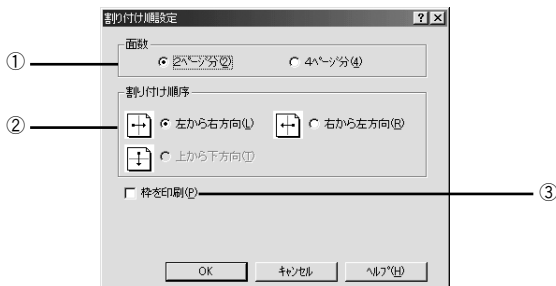 割り付け順設定
面数
① 2ページ分(2) 4ページ分(4)
割り付け順序
② 左から右方向(L) 右から左方向(R)
上から下方向(T)
枠を印刷(P) ③
OK キャンセル ヘルプ(H)